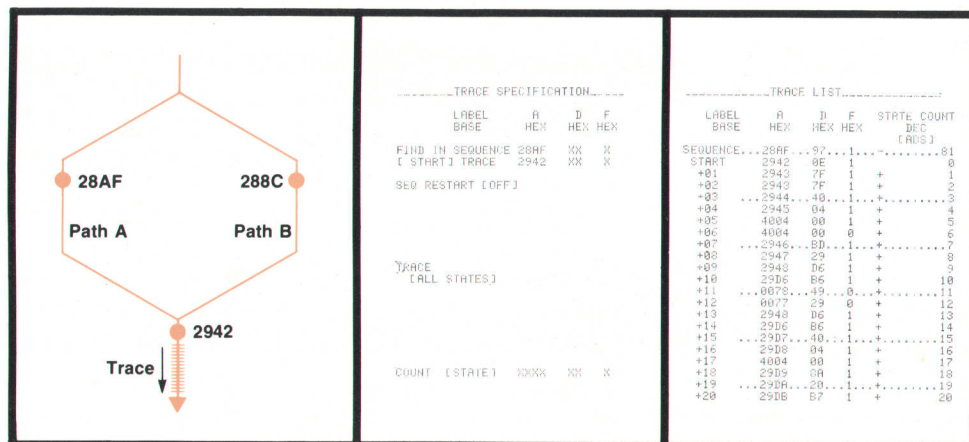 28AF
288C
Path A
Path B
2942
Trace
TRACE SPECIFICATION
LABEL A D F
BASE HEX HEX HEX
FIND IN SEQUENCE 28AF XX X
[ START] TRACE 2942 XX X
SEQ RESTART [OFF]
TRACE
[ALL STATES]
COUNT [STATE] XXXX XX X
TRACE LIST
LABEL A D F STATE COUNT
BASE HEX HEX HEX DEC
[ABS]
SEQUENCE...28AF...97...1...-......81
START 2942 0E 1 0
+01 2943 7F 1 + 1
+02 2943 7F 1 + 2
+03 ...2944...40...1...+......3
+04 2945 04 1 + 4
+05 4004 00 1 + 5
+06 4004 00 0 + 6
+07 ...2946...BD...1...+......7
+08 2947 29 1 + 8
+09 2948 D6 1 + 9
+10 29D6 B6 1 + 10
+11 ...0078...49...0...+......11
+12 0077 29 0 + 12
+13 2948 D6 1 + 13
+14 29D6 B6 1 + 14
+15 ...29D7...40...1...+......15
+16 29D8 04 1 + 16
+17 4004 00 1 + 17
+18 29D9 8A 1 + 18
+19 ...29DA...20...1...+......19
+20 29DB B7 1 + 20